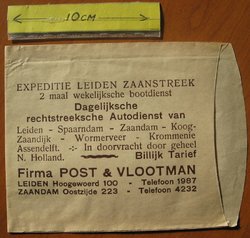 10CM
EXPEDITIE LEIDEN ZAANSTREEK
2 maal wekelijksche bootdienst
Dagelijksche
rechtstreeksche Autodienst van
Leiden - Spaarndam - Zaandam - Koog-
Zaandijk - Wormerveer - Krommenie
Assendelft. -:- In doorvracht door geheel
N. Holland. Billijk Tarief
Firma POST & VLOOTMAN
LEIDEN Hoogewoerd 100 - Telefoon 1987
ZAANDAM Oostzijde 223 - Telefoon 4232